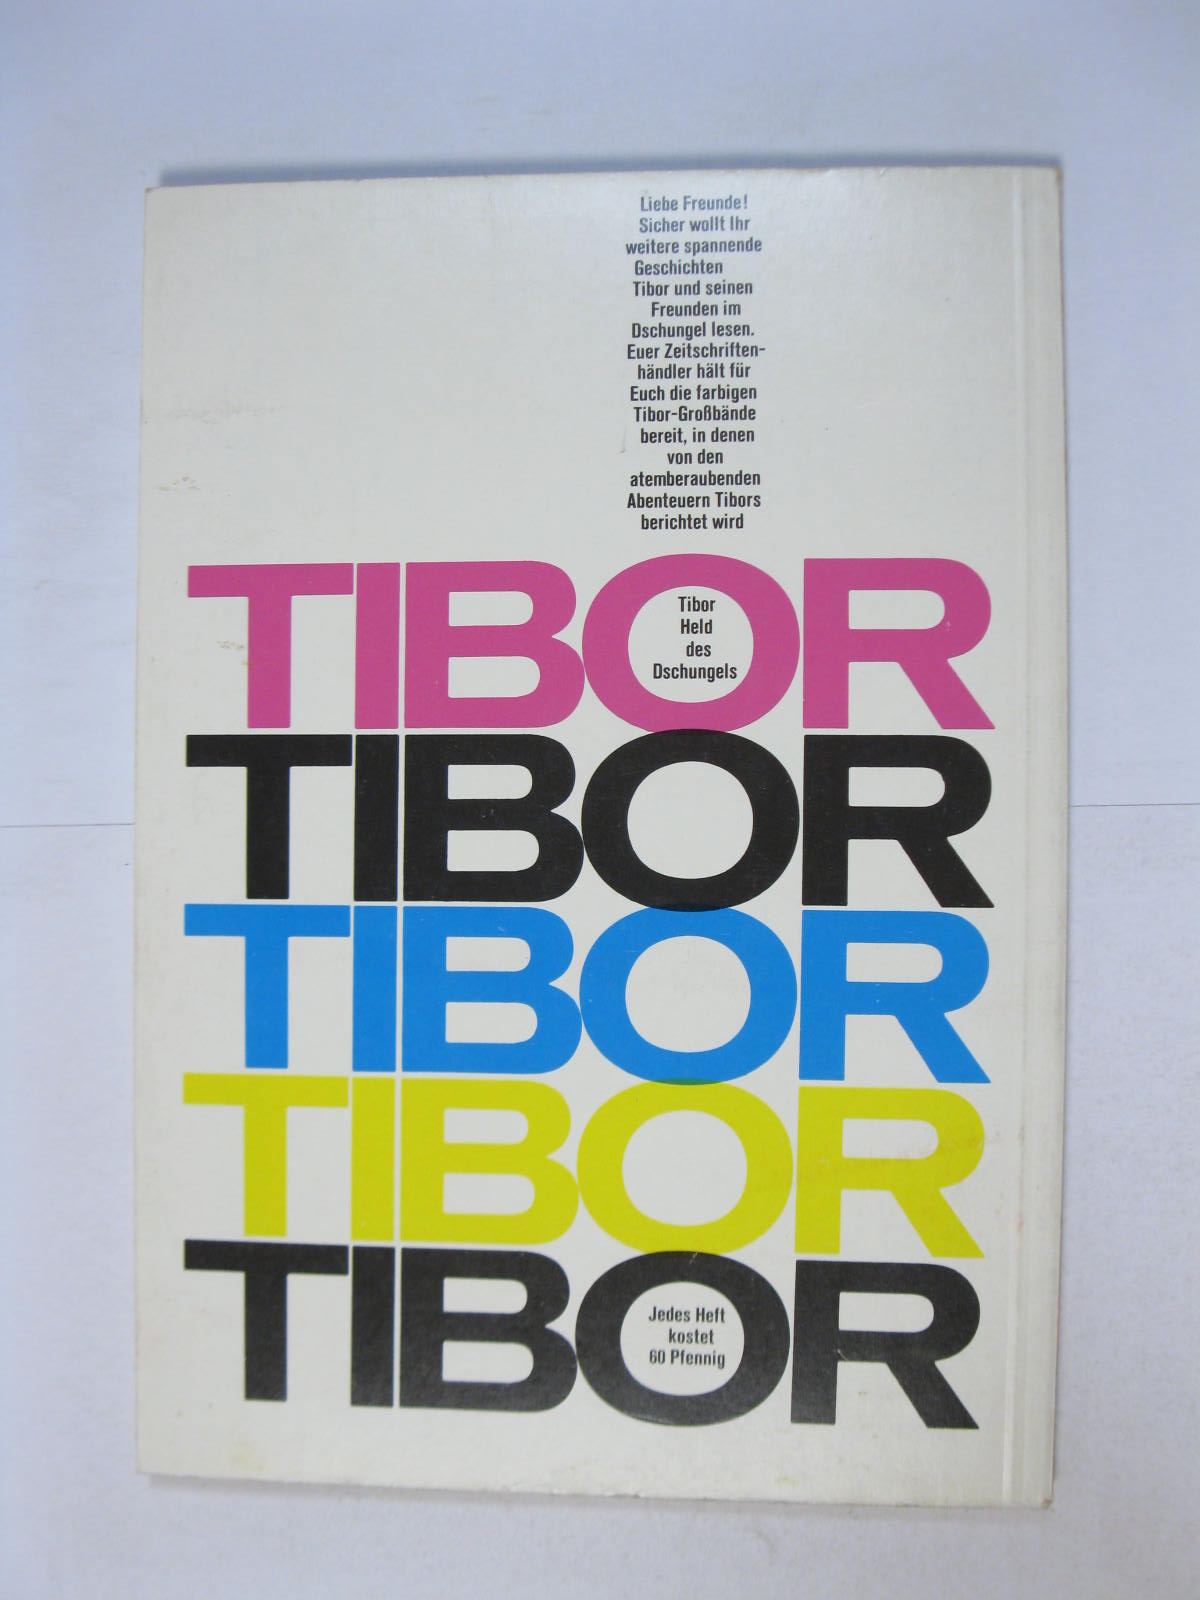 Liebe Freunde!
Sicher wollt Ihr
weitere spannende
Geschichten
Tibor und seinen
Freunden im
Dschungel lesen.
Euer Zeitschriften-
händler hält für
Euch die farbigen
Tibor-Großbände
bereit, in denen
von den
atemberaubenden
Abenteuern Tibors
berichtet wird
TIBOR
Tibor
Held
des
Dschungels
TIBOR
TIBOR
TIBOR
TIBOR
Jedes Heft
kostet
60 Pfennig